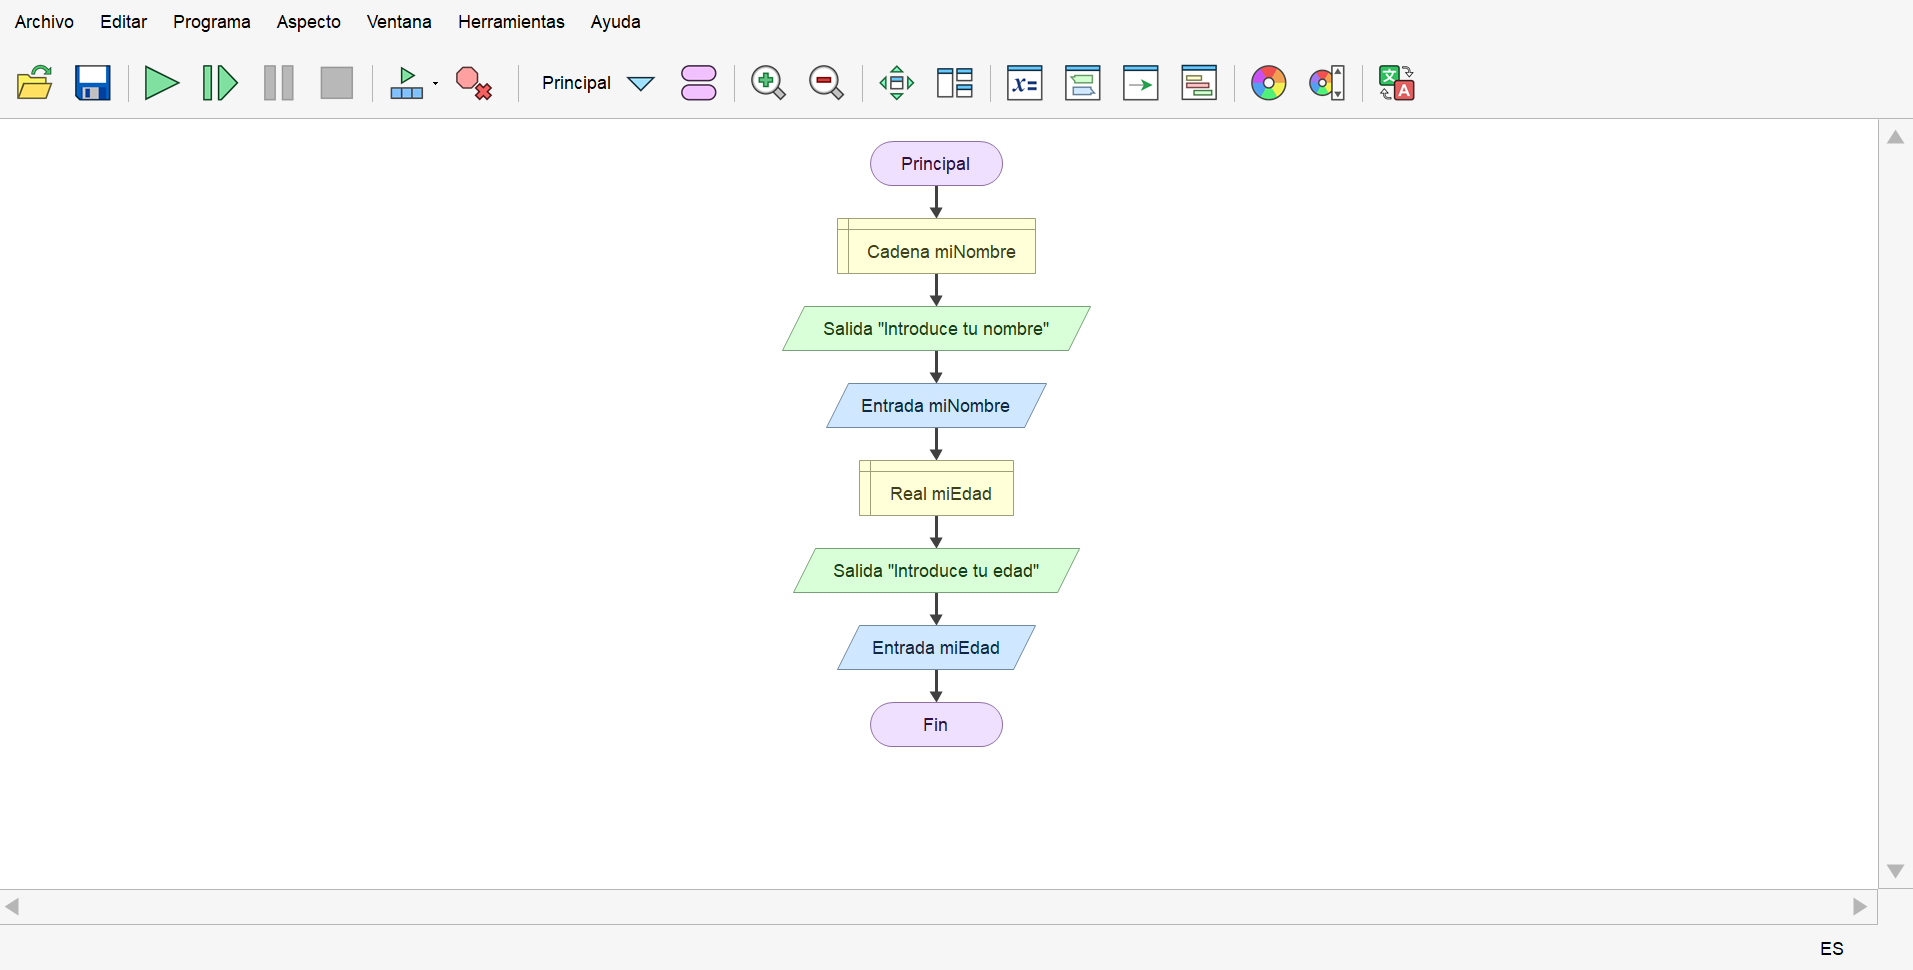 Archivo Editar Programa Aspecto Ventana Herramientas Ayuda
Principal
x=
文
A
Principal
Cadena miNombre
Salida "Introduce tu nombre"
Entrada miNombre
Real miEdad
Salida "Introduce tu edad"
Entrada miEdad
Fin
ES